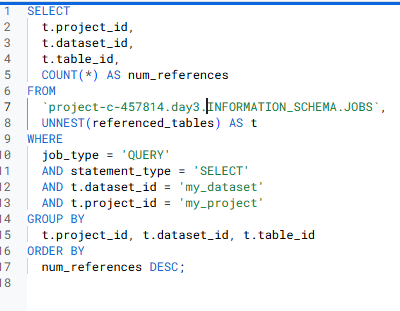 1 SELECT
2 t.project_id,
3 t.dataset_id,
4 t.table_id,
5 COUNT(*) AS num_references
6 FROM
7 `project-c-457814.day3.INFORMATION_SCHEMA.JOBS`,
8 UNNEST(referenced_tables) AS t
9 WHERE
10 job_type = 'QUERY'
11 AND statement_type = 'SELECT'
12 AND t.dataset_id = 'my_dataset'
13 AND t.project_id = 'my_project'
14 GROUP BY
15 t.project_id, t.dataset_id, t.table_id
16 ORDER BY
17 num_references DESC;
18